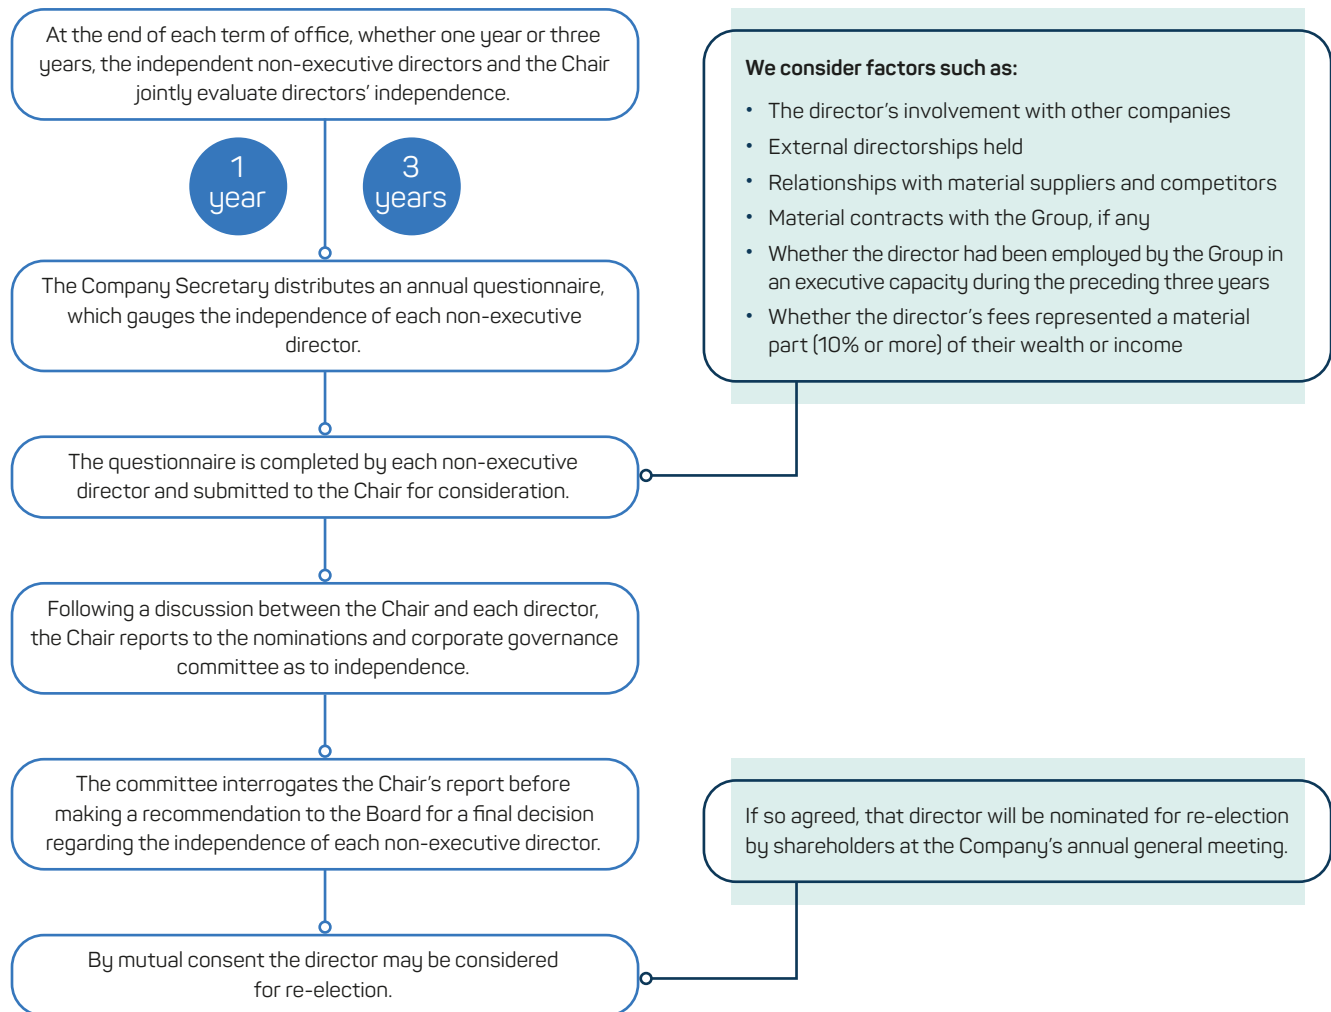 At the end of each term of office, whether one year or three
years, the independent non-executive directors and the Chair
jointly evaluate directors’ independence.
1
year
3
years
The Company Secretary distributes an annual questionnaire,
which gauges the independence of each non-executive
director.
We consider factors such as:
• The director’s involvement with other companies
• External directorships held
• Relationships with material suppliers and competitors
• Material contracts with the Group, if any
• Whether the director had been employed by the Group in
an executive capacity during the preceding three years
• Whether the director’s fees represented a material
part (10% or more) of their wealth or income
The questionnaire is completed by each non-executive
director and submitted to the Chair for consideration.
Following a discussion between the Chair and each director,
the Chair reports to the nominations and corporate governance
committee as to independence.
The committee interrogates the Chair’s report before
making a recommendation to the Board for a final decision
regarding the independence of each non-executive director.
By mutual consent the director may be considered
for re-election.
If so agreed, that director will be nominated for re-election
by shareholders at the Company’s annual general meeting.